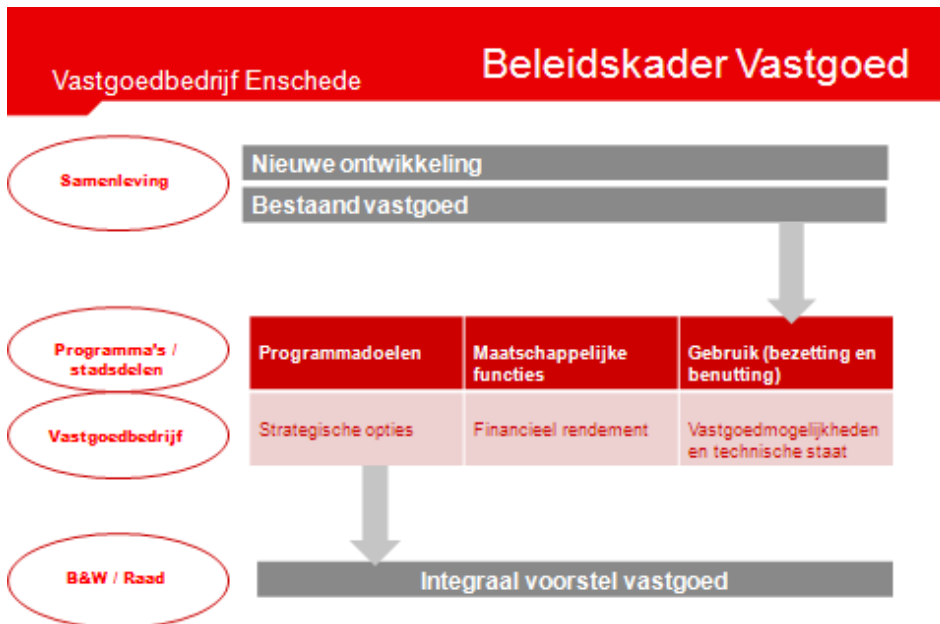 Vastgoedbedrijf Enschede
Beleidskader Vastgoed
Samenleving
Nieuwe ontwikkeling
Bestaand vastgoed
Programma's /
stadsdelen
Programmadoelen
Maatschappelijke
functies
Gebruik (bezetting en
benutting)
Vastgoedbedrijf
Strategische opties
Financieel rendement
Vastgoedmogelijkheden
en technische staat
B&W / Raad
Integraal voorstel vastgoed